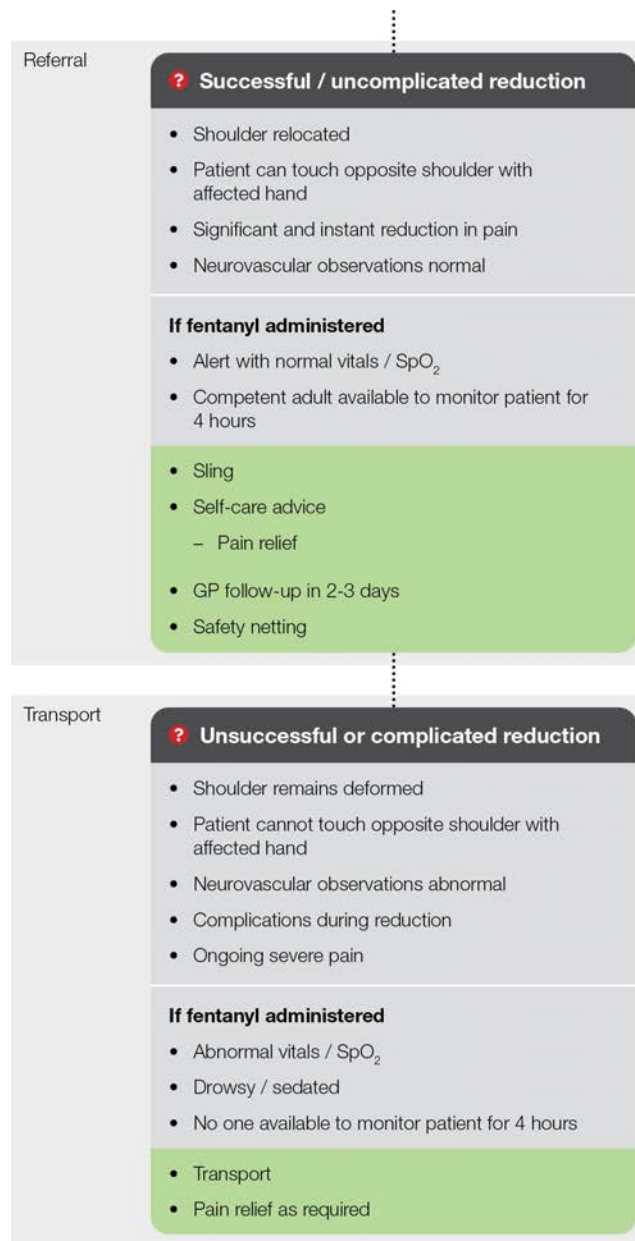 Referral
? Successful / uncomplicated reduction
• Shoulder relocated
• Patient can touch opposite shoulder with
affected hand
• Significant and instant reduction in pain
• Neurovascular observations normal
If fentanyl administered
• Alert with normal vitals / SpO₂
• Competent adult available to monitor patient for
4 hours
• Sling
• Self-care advice
– Pain relief
• GP follow-up in 2-3 days
• Safety netting
Transport
? Unsuccessful or complicated reduction
• Shoulder remains deformed
• Patient cannot touch opposite shoulder with
affected hand
• Neurovascular observations abnormal
• Complications during reduction
• Ongoing severe pain
If fentanyl administered
• Abnormal vitals / SpO₂
• Drowsy / sedated
• No one available to monitor patient for 4 hours
• Transport
• Pain relief as required